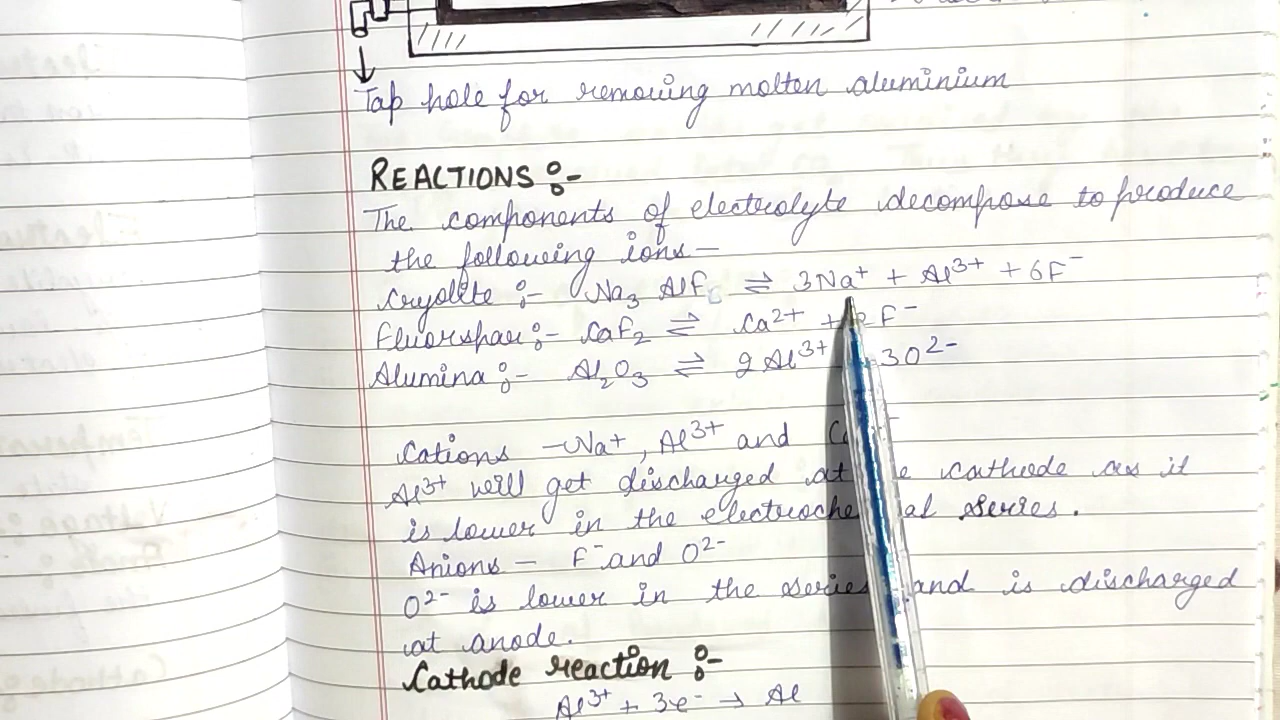 Tap hole for removing molten aluminium
REACTIONS :-
The components of electrolyte decompose to produce
the following ions —
Cryolite :- Na₃ AlF₆ ⇌ 3Na⁺ + Al³⁺ + 6F⁻
Fluorspar :- CaF₂ ⇌ Ca²⁺ + 2F⁻
Alumina :- Al₂O₃ ⇌ 2Al³⁺ 3O²⁻
Cations — Na⁺, Al³⁺ and
Al³⁺ will get discharged at cathode as it
is lower in the series.
Anions — F⁻ and O²⁻
O²⁻ is lower in the series and is discharged
at anode.
Cathode reaction :-
Al³⁺ + 3e⁻ → Al